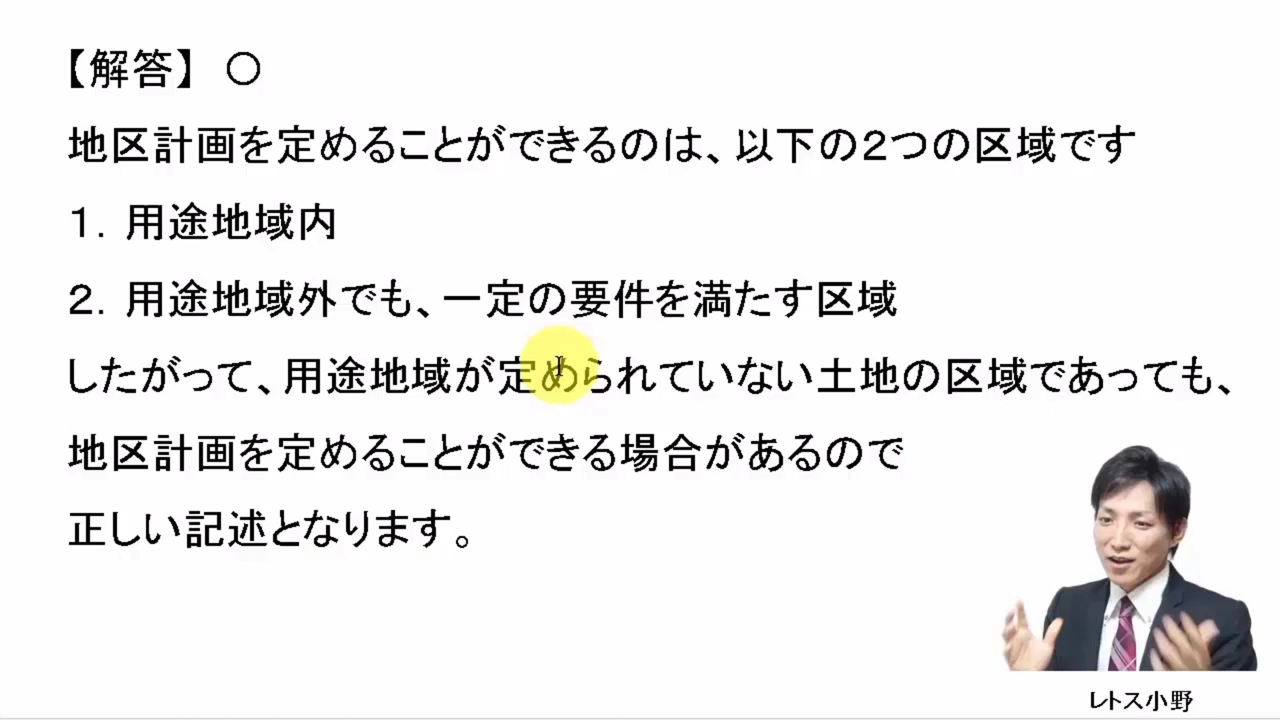 【解答】 ○
地区計画を定めることができるのは、以下の２つの区域です
１．用途地域内
２．用途地域外でも、一定の要件を満たす区域
したがって、用途地域が定められていない土地の区域であっても、
地区計画を定めることができる場合があるので
正しい記述となります。
レトス小野